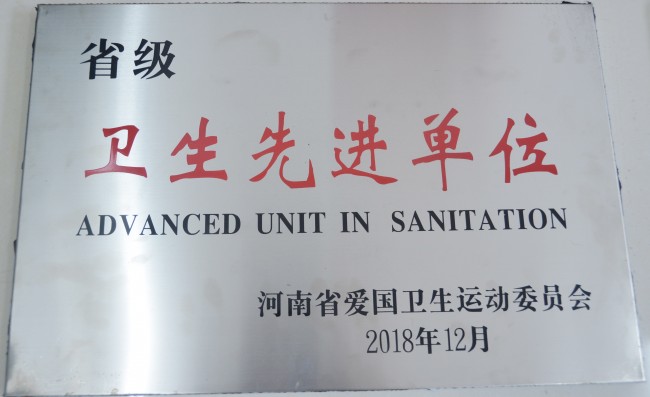 省级
卫生先进单位
ADVANCED UNIT IN SANITATION
河南省爱国卫生运动委员会
2018年12月